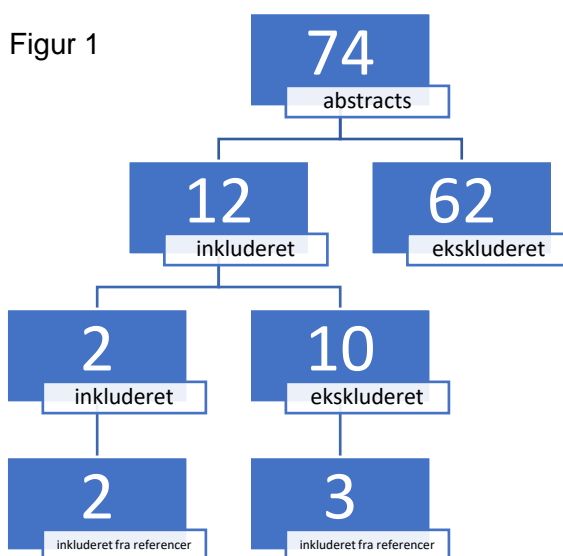 Figur 1
74
abstracts
12
inkluderet
62
ekskluderet
2
inkluderet
10
ekskluderet
2
inkluderet fra referencer
3
inkluderet fra referencer